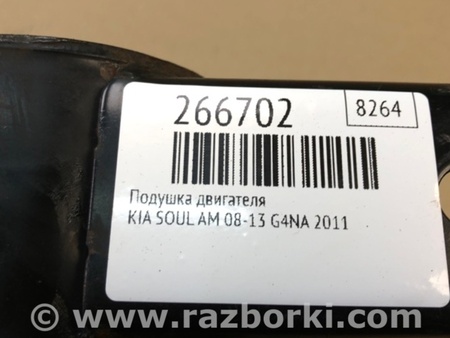 266702
8264
Подушка двигателя
KIA SOUL AM 08-13 G4NA 2011
© www.razborki.com